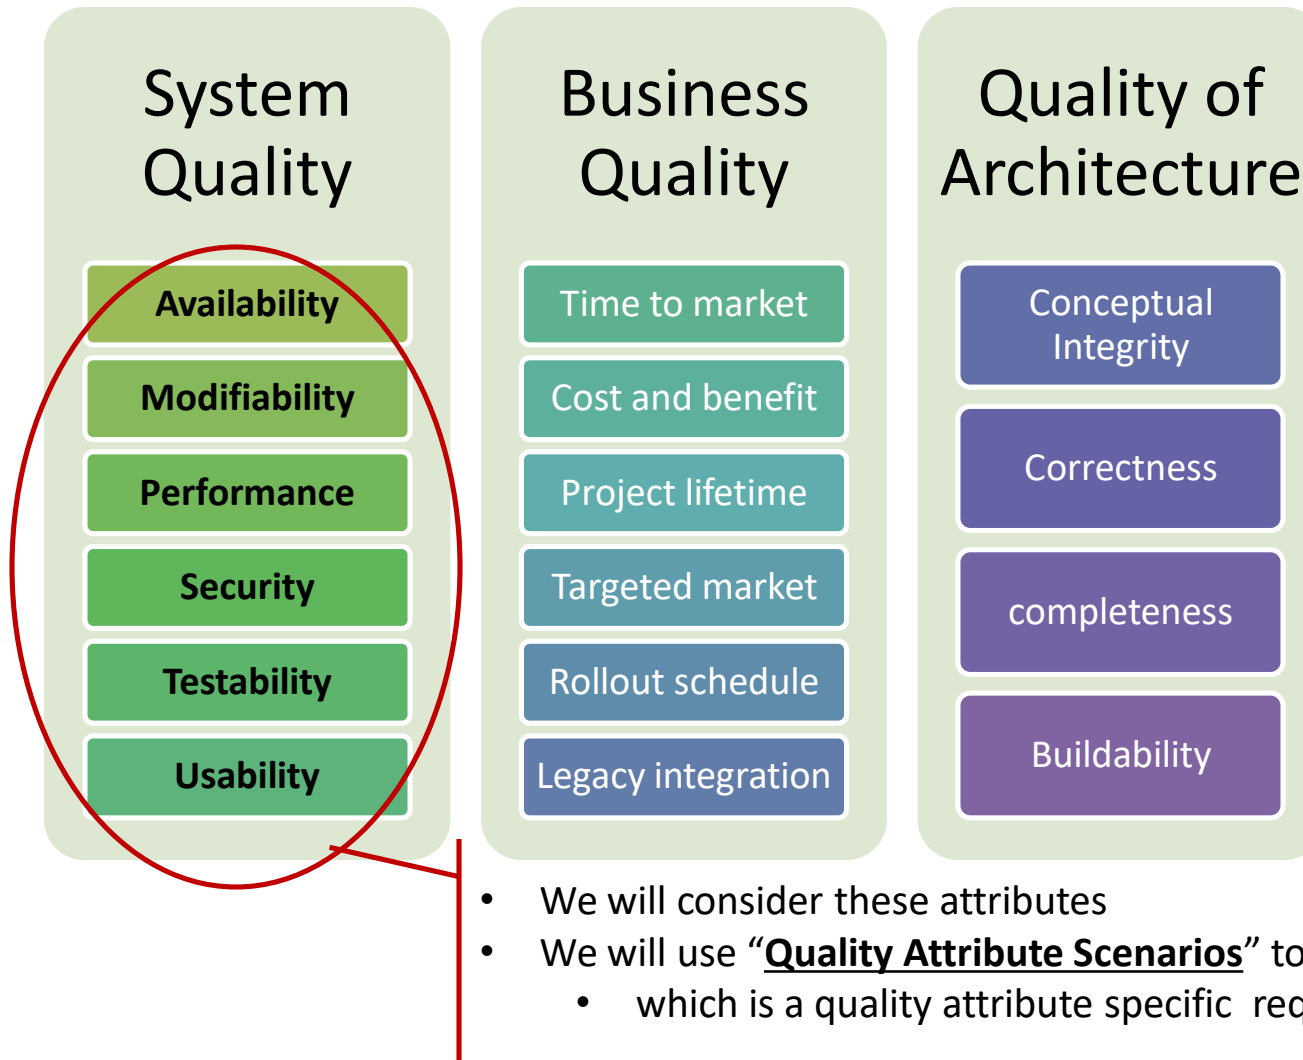 System
Quality
Availability
Modifiability
Performance
Security
Testability
Usability
Business
Quality
Time to market
Cost and benefit
Project lifetime
Targeted market
Rollout schedule
Legacy integration
Quality of
Architecture
Conceptual
Integrity
Correctness
completeness
Buildability
• We will consider these attributes
• We will use “Quality Attribute Scenarios” to
• which is a quality attribute specific